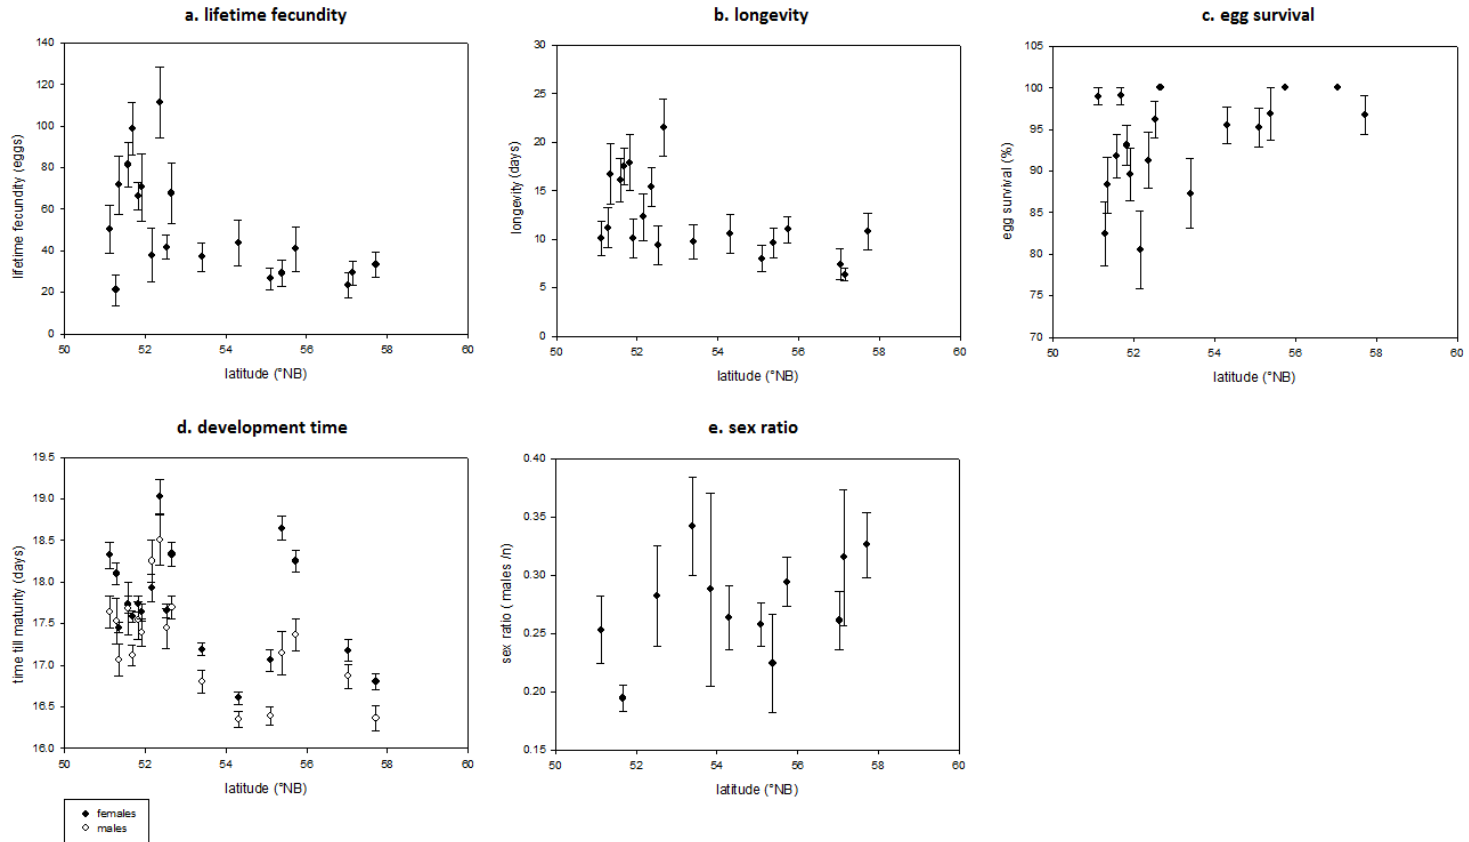 a. lifetime fecundity
140
120
100
80
60
40
20
0
50 52 54 56 58 60
lifetime fecundity (eggs)
latitude (°NB)
b. longevity
30
25
20
15
10
5
0
50 52 54 56 58 60
longevity (days)
latitude (°NB)
c. egg survival
105
100
95
90
85
80
75
70
50 52 54 56 58 60
egg survival (%)
latitude (°NB)
d. development time
19.5
19.0
18.5
18.0
17.5
17.0
16.5
16.0
50 52 54 56 58 60
time till maturity (days)
latitude (°NB)
females
males
e. sex ratio
0.40
0.35
0.30
0.25
0.20
0.15
50 52 54 56 58 60
sex ratio ( males /n)
latitude (°NB)